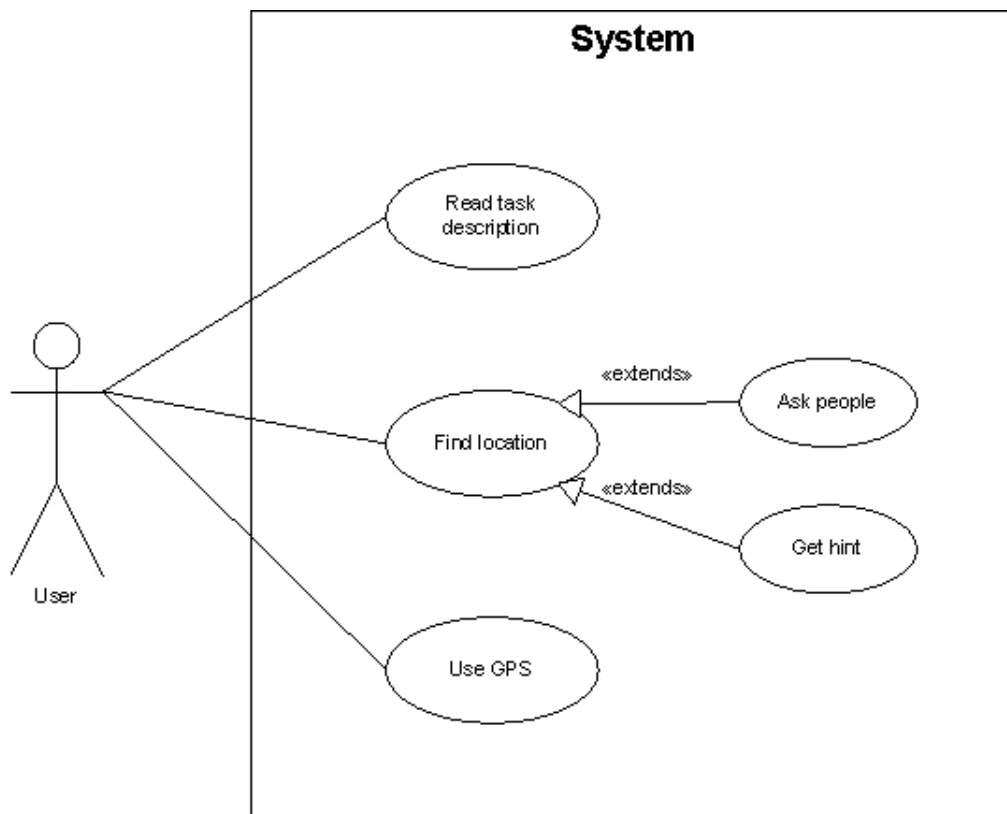 System
Read task
description
«extends»
Ask people
Find location
«extends»
Get hint
User
Use GPS